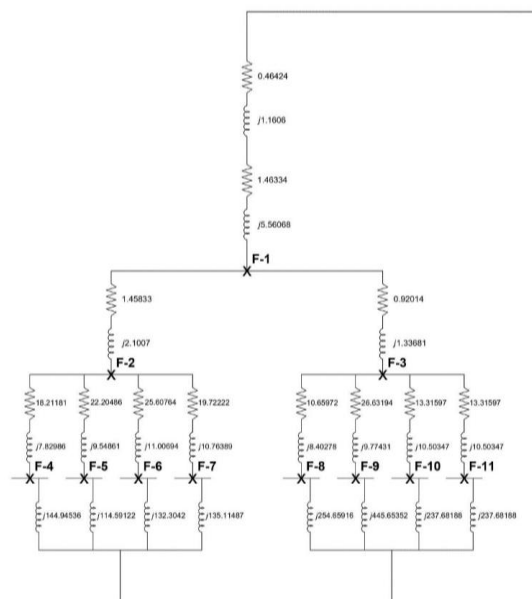 0.46424
j1.1606
1.46334
j5.56068
F-1
1.45833
0.92014
j2.1007
j1.33681
F-2
F-3
18.21181
22.20486
25.60764
19.72222
10.65972
26.63194
13.31597
13.31597
j7.82986
j9.54861
j11.00694
j10.76389
j8.40278
j9.77431
j10.50347
j10.50347
F-4
F-5
F-6
F-7
F-8
F-9
F-10
F-11
j144.94536
j114.59122
j132.3042
j135.11487
j254.65916
j445.65352
j237.68188
j237.68188